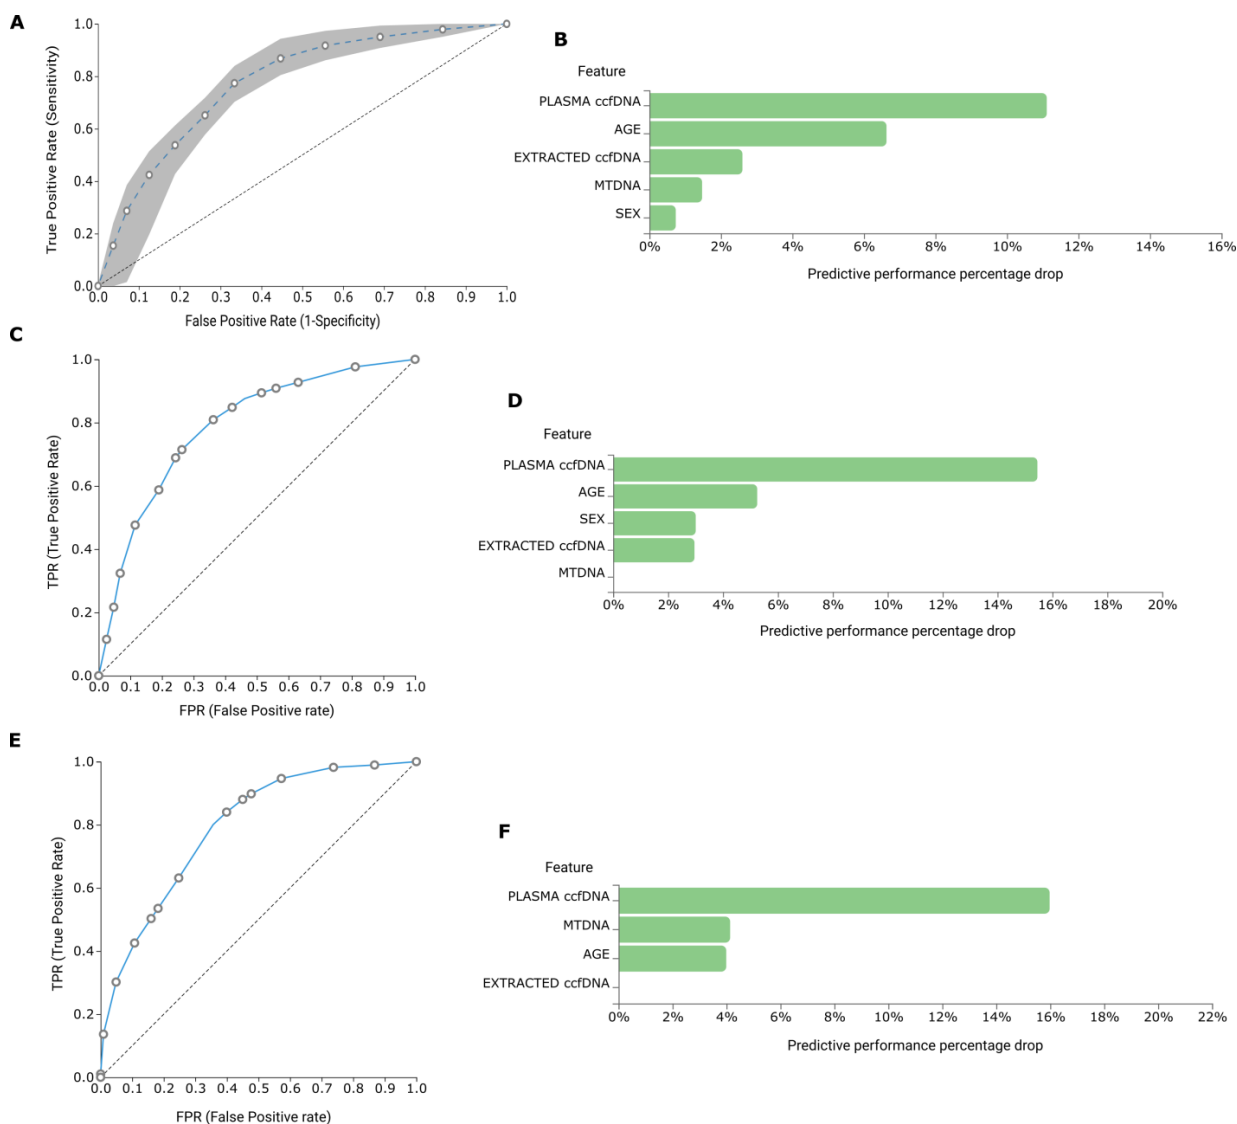 A
True Positive Rate (Sensitivity)
1.0
0.8
0.6
0.4
0.2
0.0
0.0 0.1 0.2 0.3 0.4 0.5 0.6 0.7 0.8 0.9 1.0
False Positive Rate (1-Specificity)
B
Feature
PLASMA ccfDNA
AGE
EXTRACTED ccfDNA
MTDNA
SEX
0% 2% 4% 6% 8% 10% 12% 14% 16%
Predictive performance percentage drop
C
TPR (True Positive Rate)
1.0
0.8
0.6
0.4
0.2
0.0
0.0 0.1 0.2 0.3 0.4 0.5 0.6 0.7 0.8 0.9 1.0
FPR (False Positive rate)
D
Feature
PLASMA ccfDNA
AGE
SEX
EXTRACTED ccfDNA
MTDNA
0% 2% 4% 6% 8% 10% 12% 14% 16% 18% 20%
Predictive performance percentage drop
E
TPR (True Positive Rate)
1.0
0.8
0.6
0.4
0.2
0.0
0.0 0.1 0.2 0.3 0.4 0.5 0.6 0.7 0.8 0.9 1.0
FPR (False Positive rate)
F
Feature
PLASMA ccfDNA
MTDNA
AGE
EXTRACTED ccfDNA
0% 2% 4% 6% 8% 10% 12% 14% 16% 18% 20% 22%
Predictive performance percentage drop